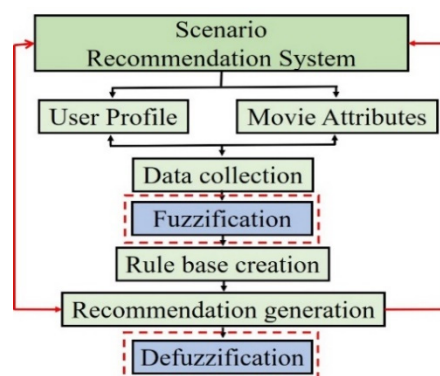 Scenario
Recommendation System
User Profile
Movie Attributes
Data collection
Fuzzification
Rule base creation
Recommendation generation
Defuzzification